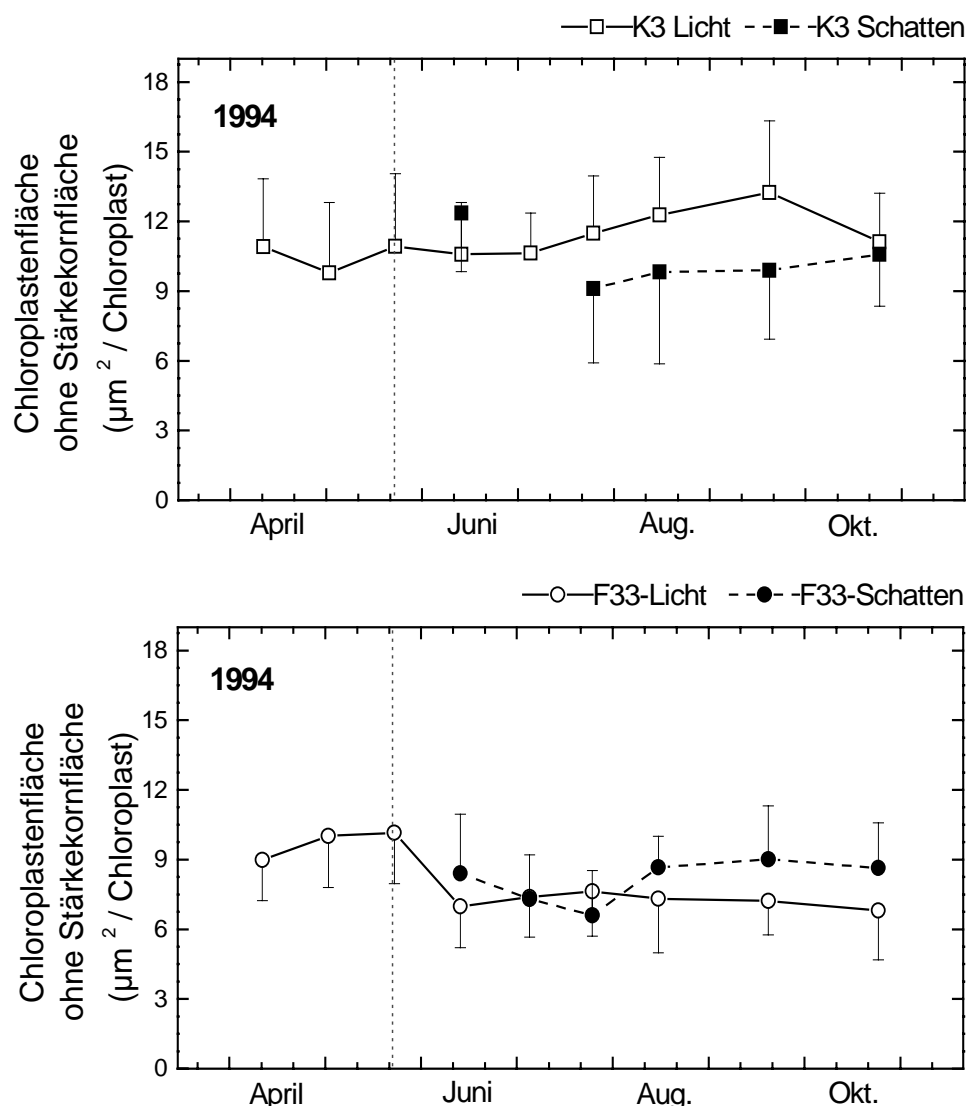 K3 Licht K3 Schatten
1994
Chloroplastenfläche
ohne Stärkekornfläche
(µm 2 / Chloroplast)
18
15
12
9
6
3
0
April Juni Aug. Okt.
F33-Licht F33-Schatten
1994
Chloroplastenfläche
ohne Stärkekornfläche
(µm 2 / Chloroplast)
18
15
12
9
6
3
0
April Juni Aug. Okt.